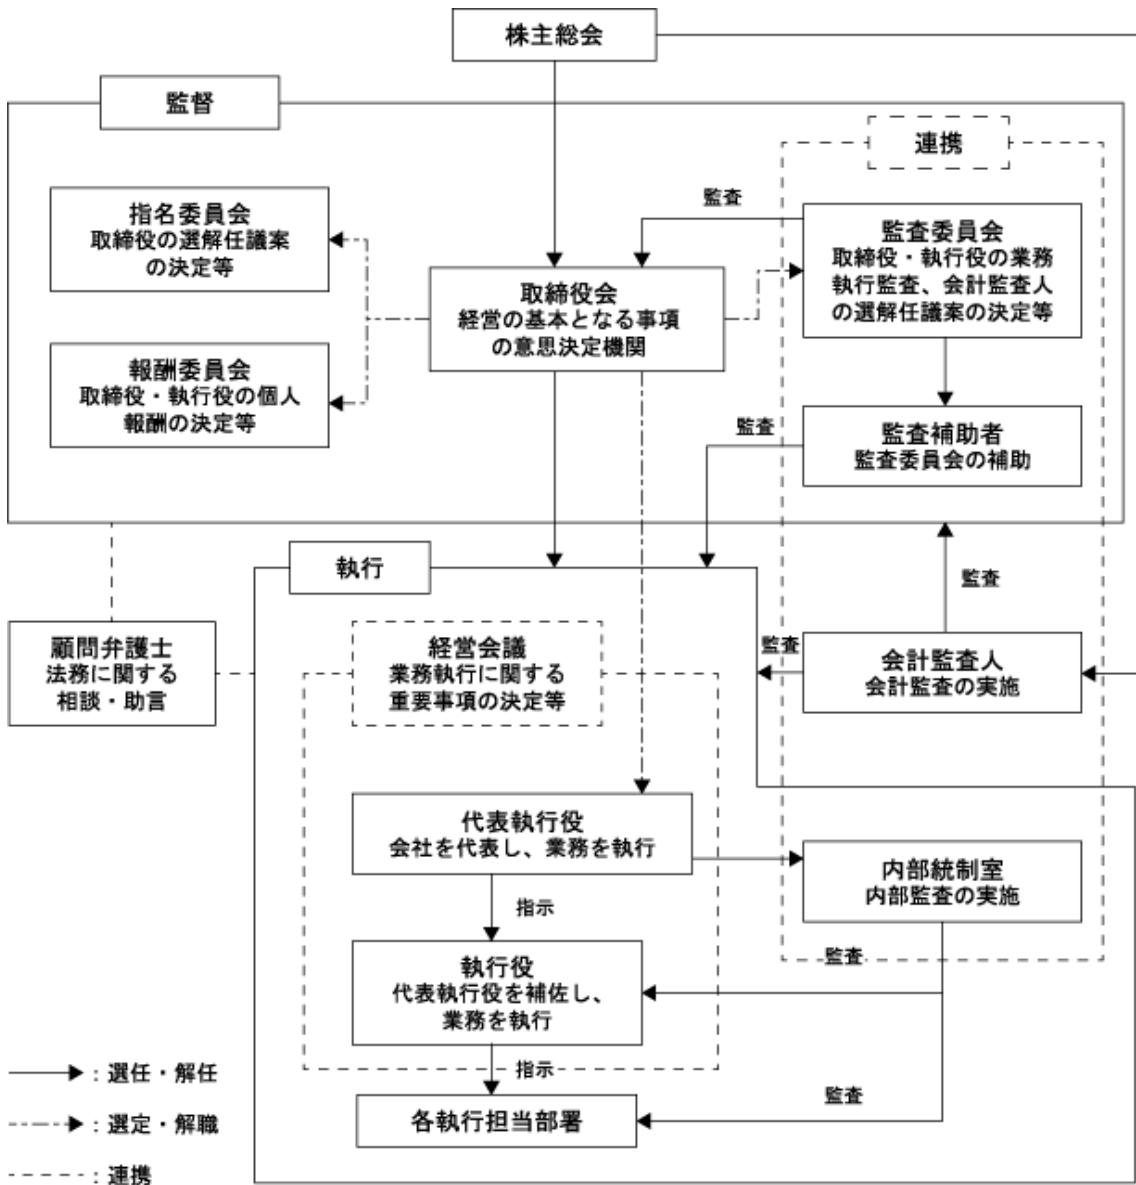 株主総会
監督
連携
指名委員会
取締役の選解任議案
の決定等
監査
監査委員会
取締役・執行役の業務
執行監査、会計監査人
の選解任議案の決定等
取締役会
経営の基本となる事項
の意思決定機関
報酬委員会
取締役・執行役の個人
報酬の決定等
監査
監査補助者
監査委員会の補助
執行
監査
顧問弁護士
法務に関する
相談・助言
経営会議
業務執行に関する
重要事項の決定等
監査
会計監査人
会計監査の実施
代表執行役
会社を代表し、業務を執行
内部統制室
内部監査の実施
指示
監査
執行役
代表執行役を補佐し、
業務を執行
指示
監査
各執行担当部署
：選任・解任
：選定・解職
：連携